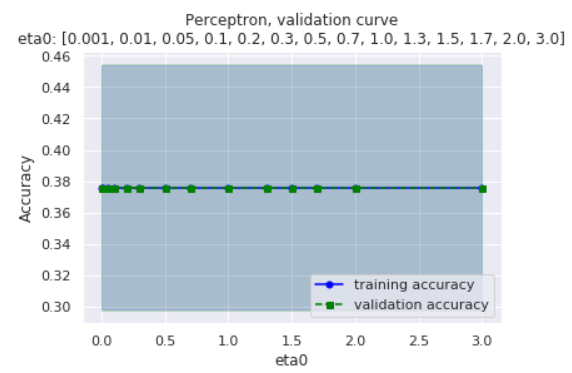 Perceptron, validation curve
eta0: [0.001, 0.01, 0.05, 0.1, 0.2, 0.3, 0.5, 0.7, 1.0, 1.3, 1.5, 1.7, 2.0, 3.0]
0.46
0.44
0.42
0.40
0.38
0.36
0.34
0.32
0.30
Accuracy
training accuracy
validation accuracy
0.0 0.5 1.0 1.5 2.0 2.5 3.0
eta0